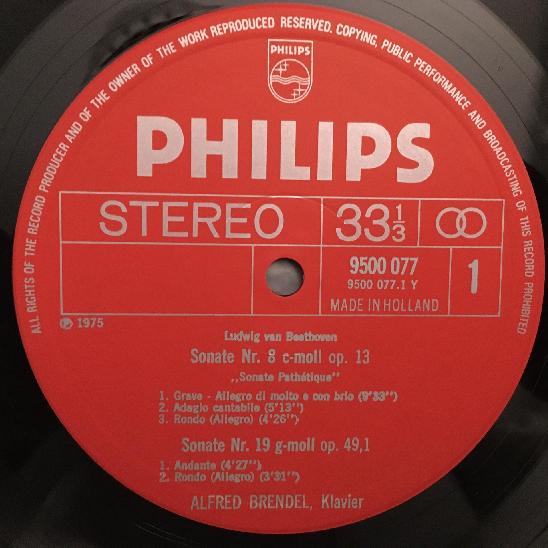 ALL RIGHTS OF THE RECORD PRODUCER AND OF THE OWNER OF THE WORK REPRODUCED RESERVED. COPYING, PUBLIC PERFORMANCE AND BROADCASTING OF THIS RECORD PROHIBITED
PHILIPS
PHILIPS
STEREO 33 1/3
9500 077 1
9500 077.1 Y
MADE IN HOLLAND
℗ 1975
Ludwig van Beethoven
Sonate Nr. 8 c-moll op. 13
,,Sonate Pathétique"
1. Grave - Allegro di molto e con brio (9'33'')
2. Adagio cantabile (5'13'')
3. Rondo (Allegro) (4'26'')
Sonate Nr. 19 g-moll op. 49,1
1. Andante (4'27'')
2. Rondo (Allegro) (3'31'')
ALFRED BRENDEL, Klavier